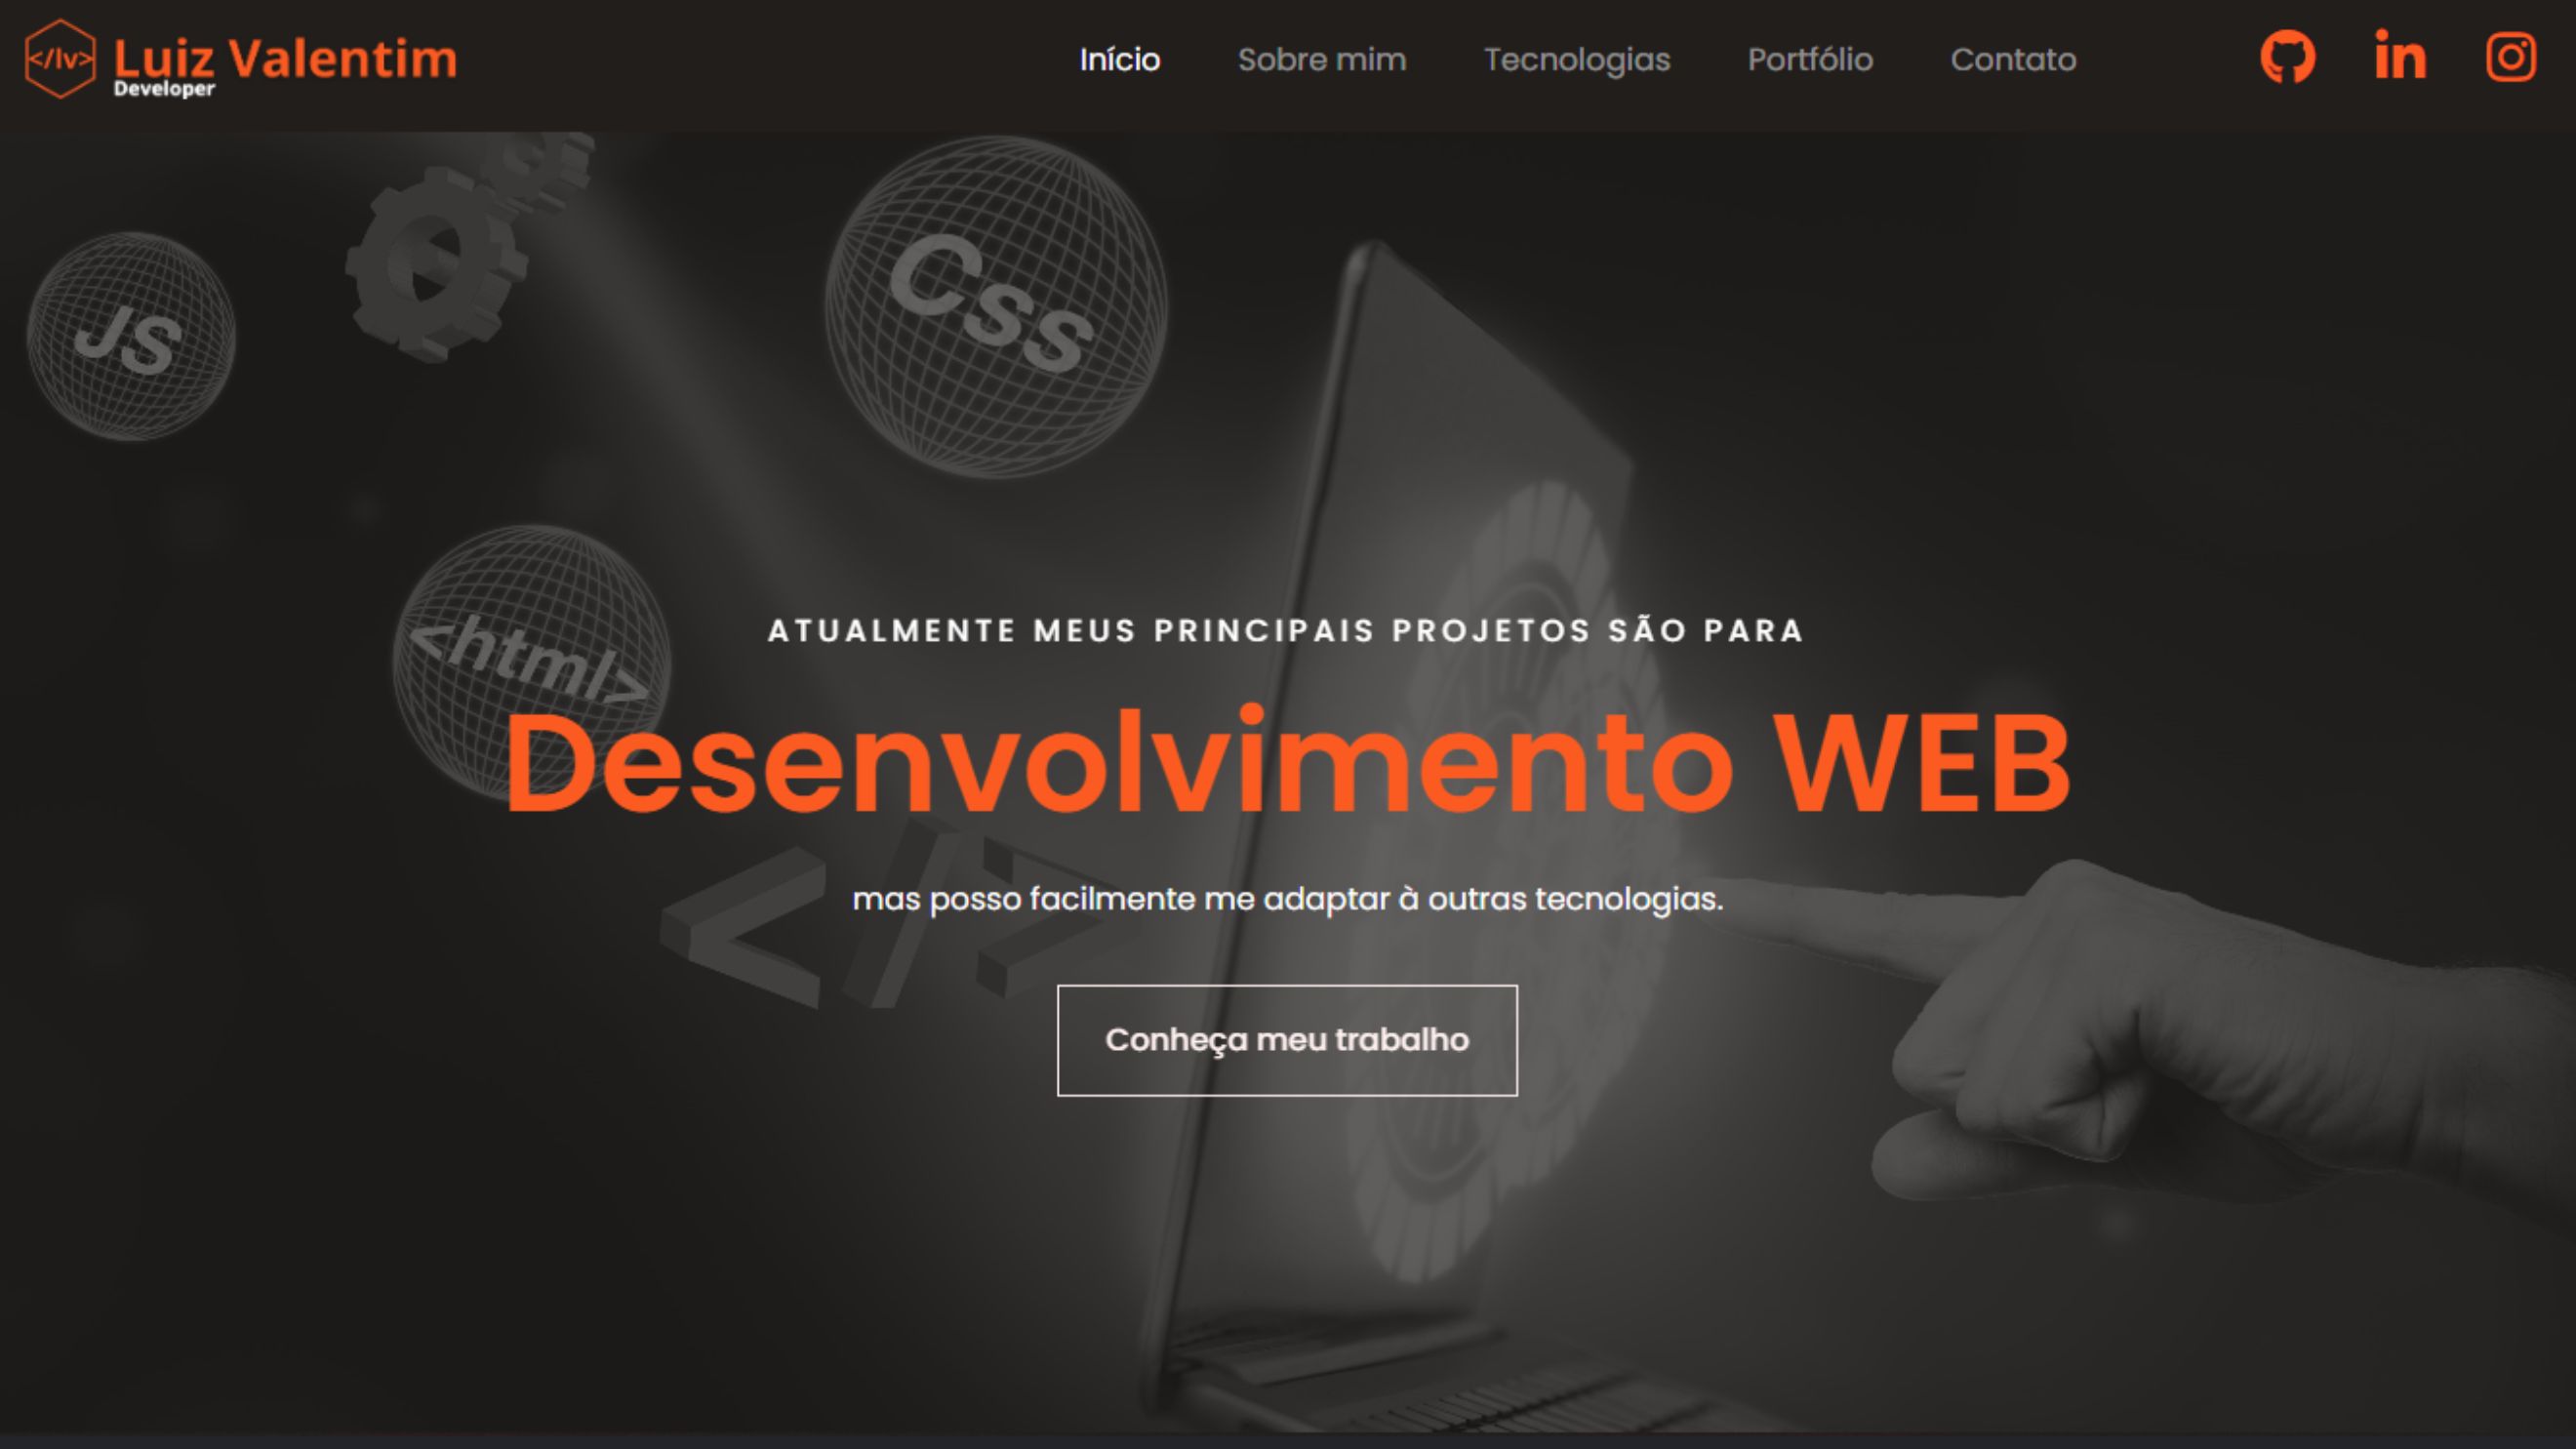 </lv>
Luiz Valentim
Developer
Início
Sobre mim
Tecnologias
Portfólio
Contato
in
JS
Css
<html>
ATUALMENTE MEUS PRINCIPAIS PROJETOS SÃO PARA
Desenvolvimento WEB
</>
mas posso facilmente me adaptar à outras tecnologias.
Conheça meu trabalho